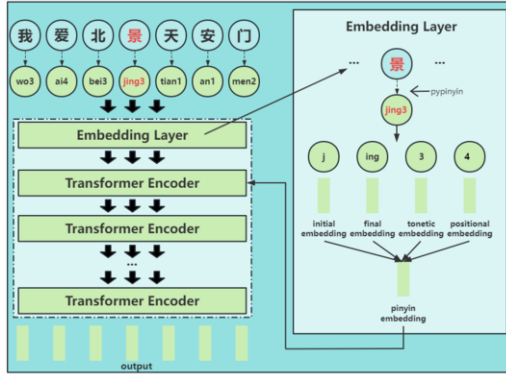 我 爱 北 景 天 安 门
wo3 ai4 bei3 jing3 tian1 an1 men2
Embedding Layer
Transformer Encoder
Transformer Encoder
...
Transformer Encoder
output
Embedding Layer
... 景 ...
pypinyin
jing3
j ing 3 4
initial embedding
final embedding
tonetic embedding
positional embedding
pinyin embedding